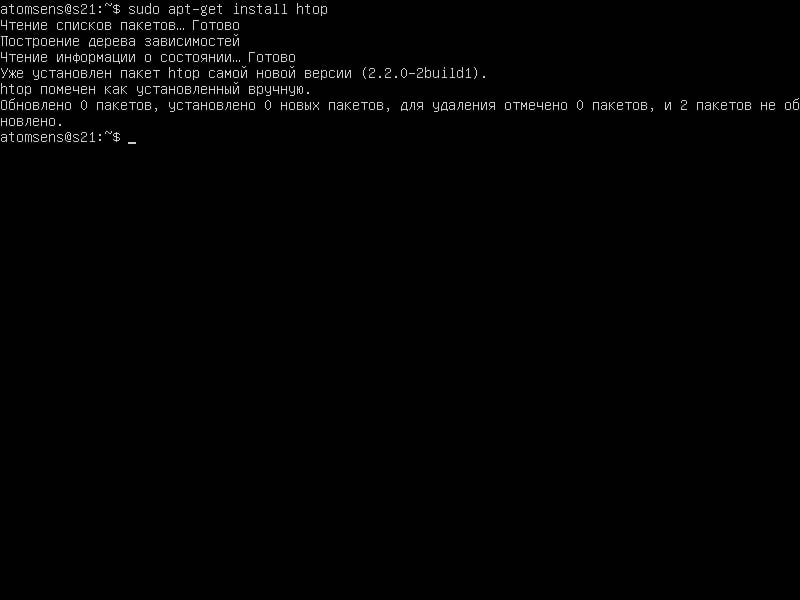 atomsens@s21:~$ sudo apt-get install htop
Чтение списков пакетов… Готово
Построение дерева зависимостей
Чтение информации о состоянии… Готово
Уже установлен пакет htop самой новой версии (2.2.0-2build1).
htop помечен как установленный вручную.
Обновлено 0 пакетов, установлено 0 новых пакетов, для удаления отмечено 0 пакетов, и 2 пакетов не об
новлено.
atomsens@s21:~$ _